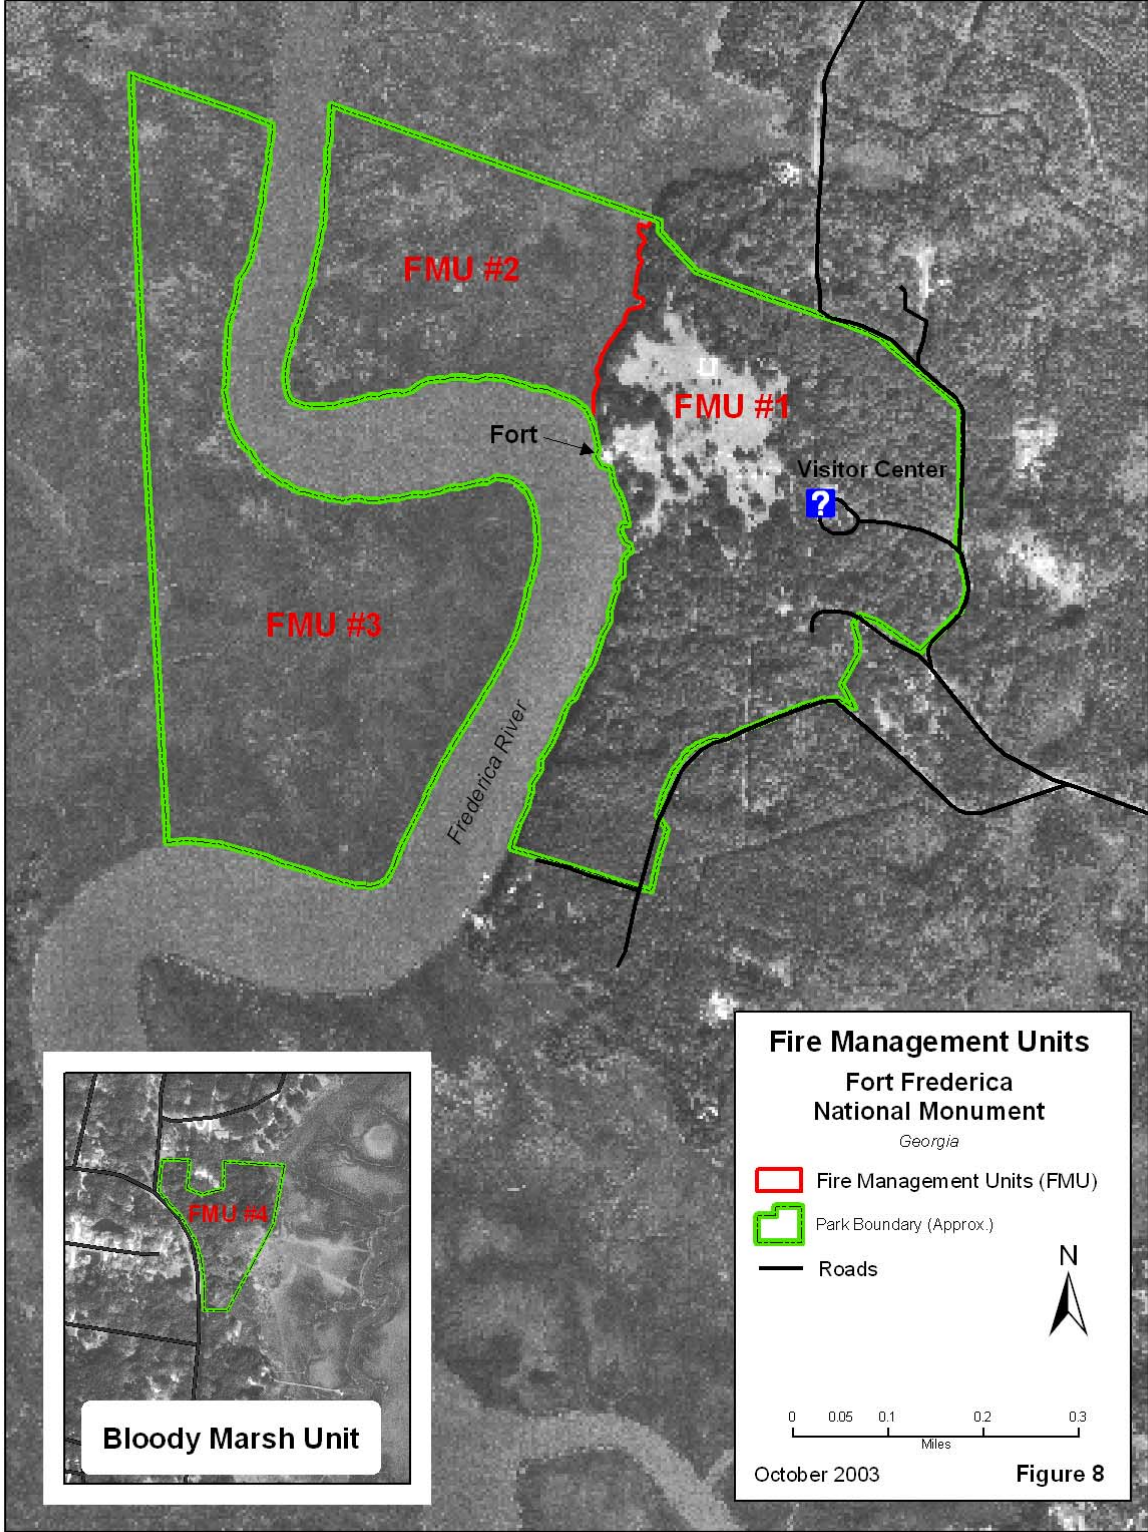 FMU #2
FMU #1
Fort
Visitor Center
?
FMU #3
Frederica River
FMU #4
Bloody Marsh Unit
Fire Management Units
Fort Frederica
National Monument
Georgia
Fire Management Units (FMU)
Park Boundary (Approx.)
Roads
N
0 0.05 0.1 0.2 0.3
Miles
October 2003
Figure 8